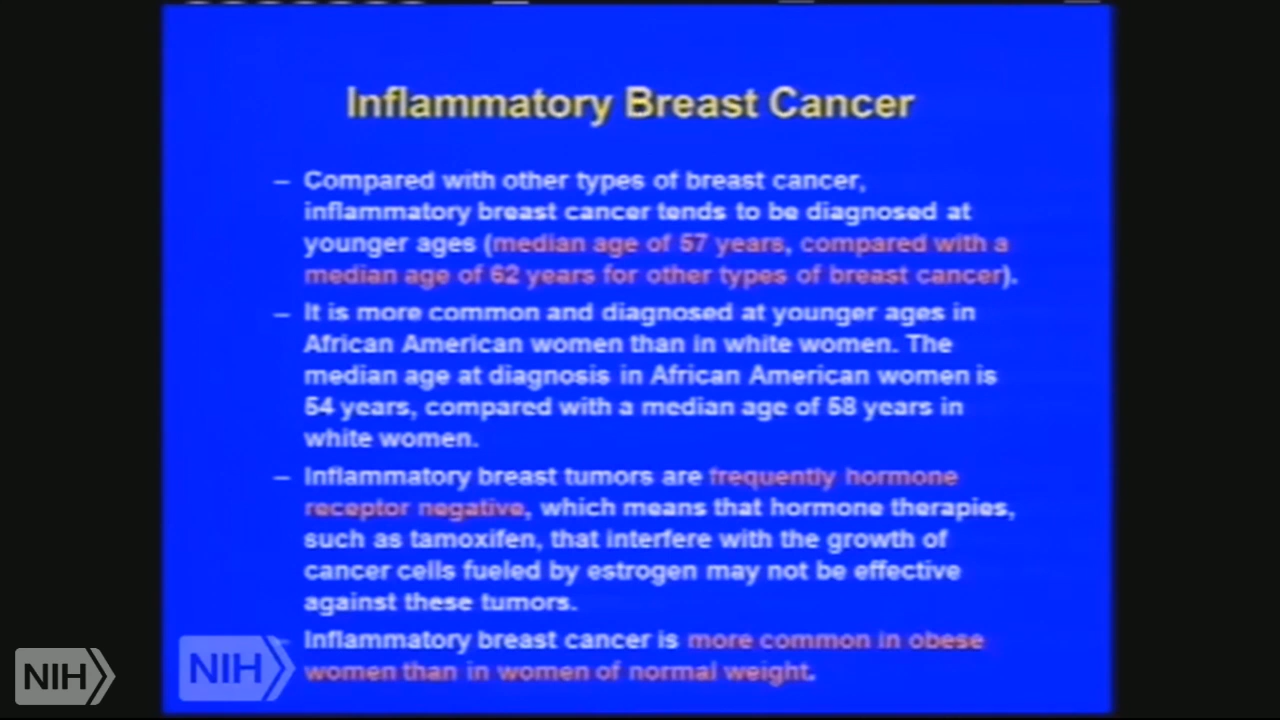 Inflammatory Breast Cancer
– Compared with other types of breast cancer,
inflammatory breast cancer tends to be diagnosed at
younger ages (median age of 57 years, compared with a
median age of 62 years for other types of breast cancer).
– It is more common and diagnosed at younger ages in
African American women than in white women. The
median age at diagnosis in African American women is
54 years, compared with a median age of 58 years in
white women.
– Inflammatory breast tumors are frequently hormone
receptor negative, which means that hormone therapies,
such as tamoxifen, that interfere with the growth of
cancer cells fueled by estrogen may not be effective
against these tumors.
– Inflammatory breast cancer is more common in obese
women than in women of normal weight.
NIH
NIH